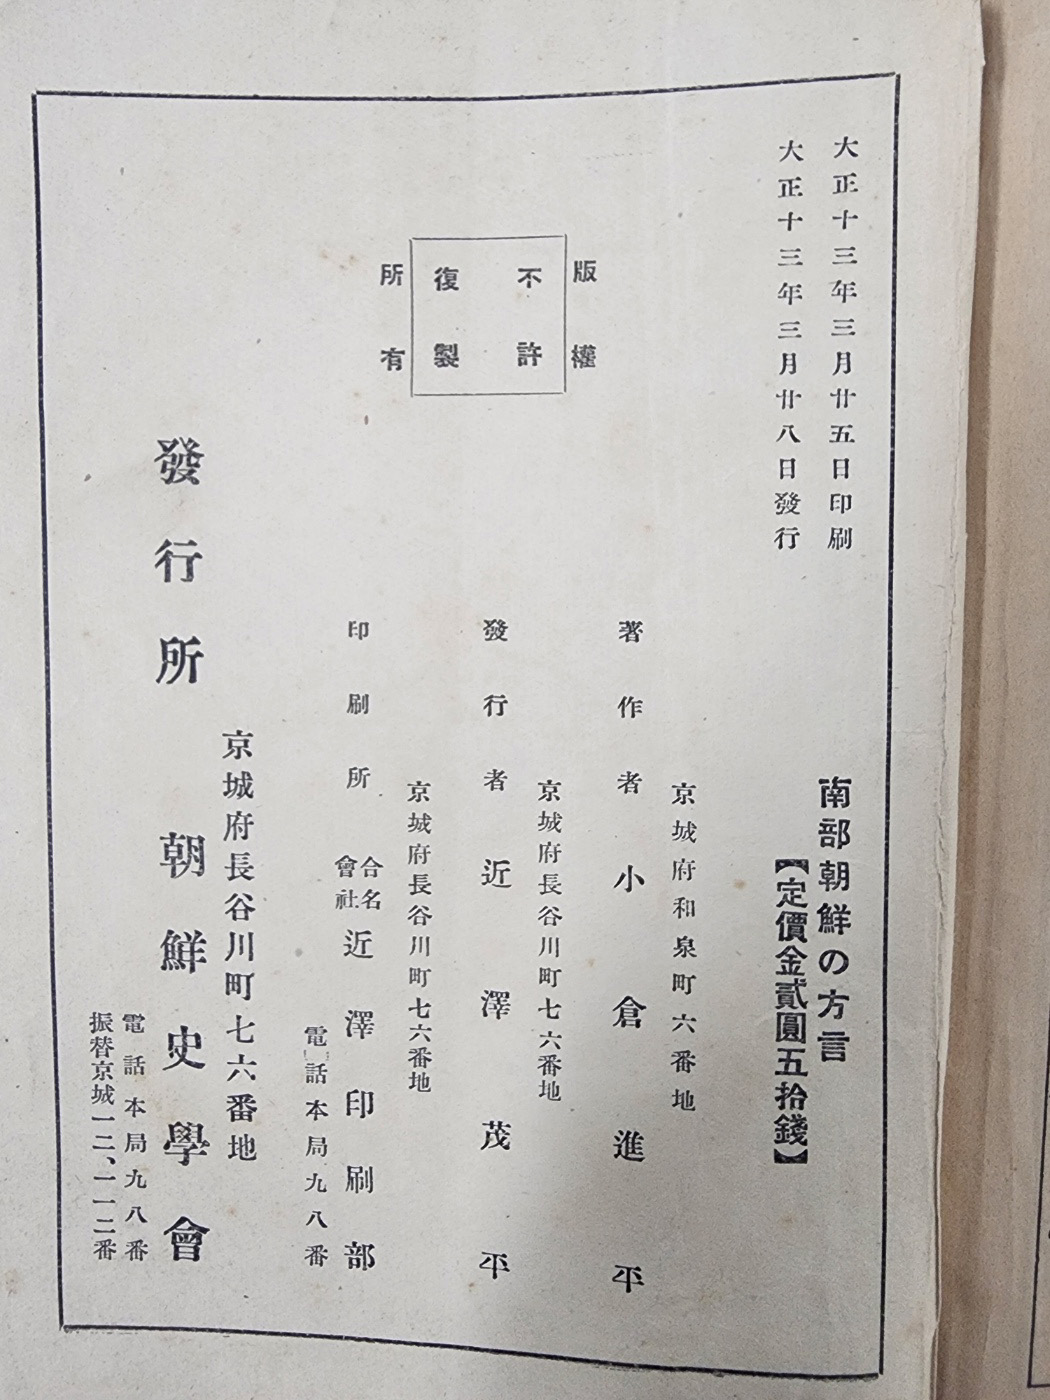 大正十三年三月廿五日印刷
大正十三年三月廿八日發行
南部朝鮮の方言
【定價金貳圓五拾錢】
版權
不許
復製
所有
京城府和泉町六番地
著作者 小倉進平
京城府長谷川町七六番地
發行者 近澤茂平
京城府長谷川町七六番地
印刷所 合名會社 近澤印刷部
電話本局九八番
京城府長谷川町七六番地
發行所 朝鮮史學會
電話本局九八番
振替京城一二、一一二番